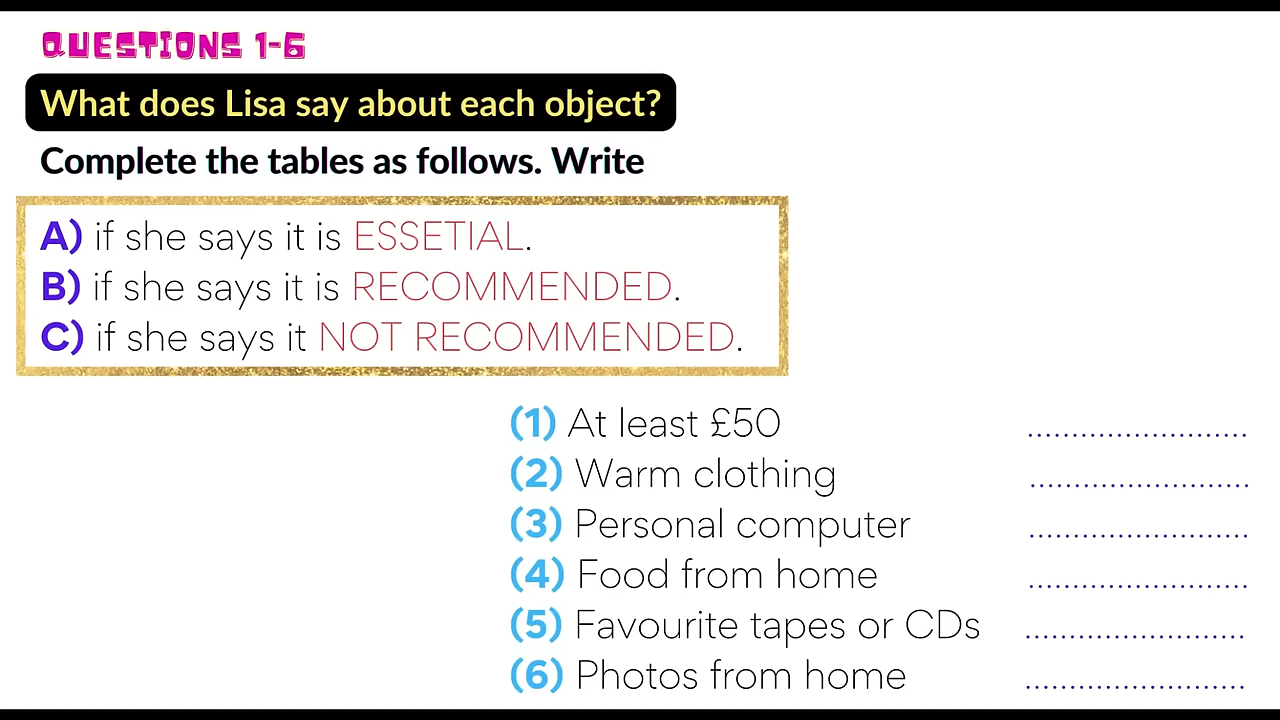 QUESTIONS 1-6
What does Lisa say about each object?
Complete the tables as follows. Write
A) if she says it is ESSETIAL.
B) if she says it is RECOMMENDED.
C) if she says it NOT RECOMMENDED.
(1) At least £50 ..........................
(2) Warm clothing ..........................
(3) Personal computer ..........................
(4) Food from home ..........................
(5) Favourite tapes or CDs ..........................
(6) Photos from home ..........................